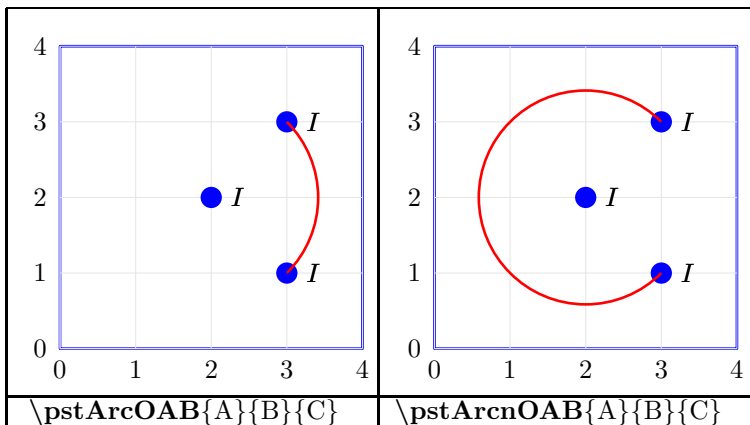 4 4
3 I 3 I
2 I 2 I
1 I 1 I
0 0
0 1 2 3 4 0 1 2 3 4
\pstArcOAB{A}{B}{C} \pstArcnOAB{A}{B}{C}